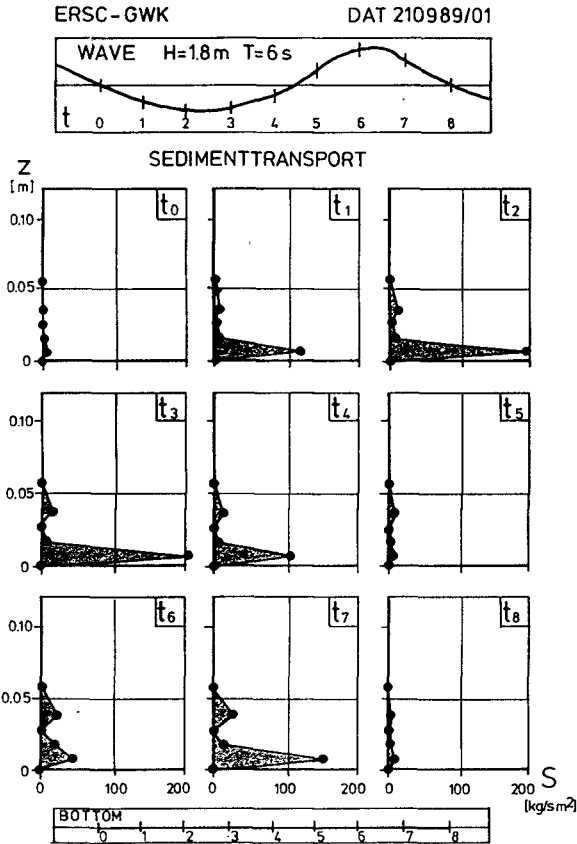 ERSC-GWK DAT 210989/01
WAVE H=1.8m T=6s
t 0 1 2 3 4 5 6 7 8
SEDIMENTTRANSPORT
Z
[m]
0.10
0.05
0
t0
t1
t2
0.10
0.05
0
t3
t4
t5
0.10
0.05
0
t6
t7
t8
0 100 200 0 100 200 0 100 200
S
[kg/sm²]
BOTTOM
0 1 2 3 4 5 6 7 8